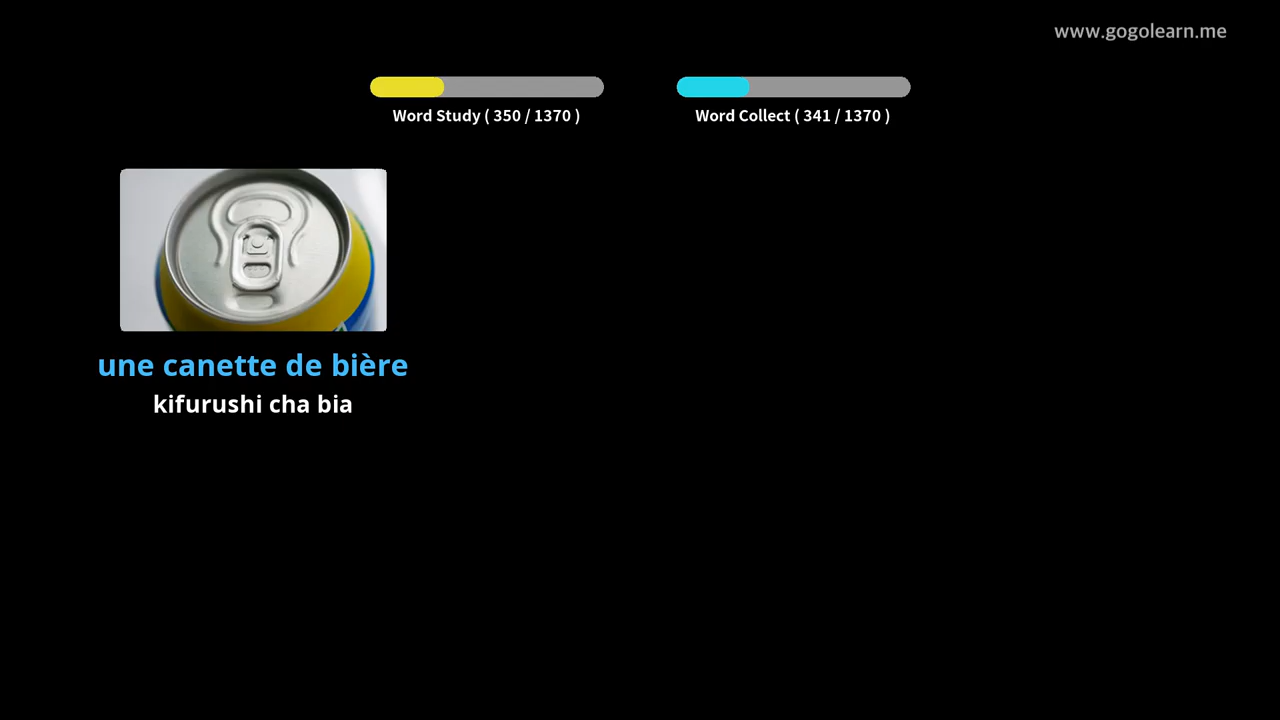 www.gogolearn.me
Word Study ( 350 / 1370 )
Word Collect ( 341 / 1370 )
une canette de bière
kifurushi cha bia